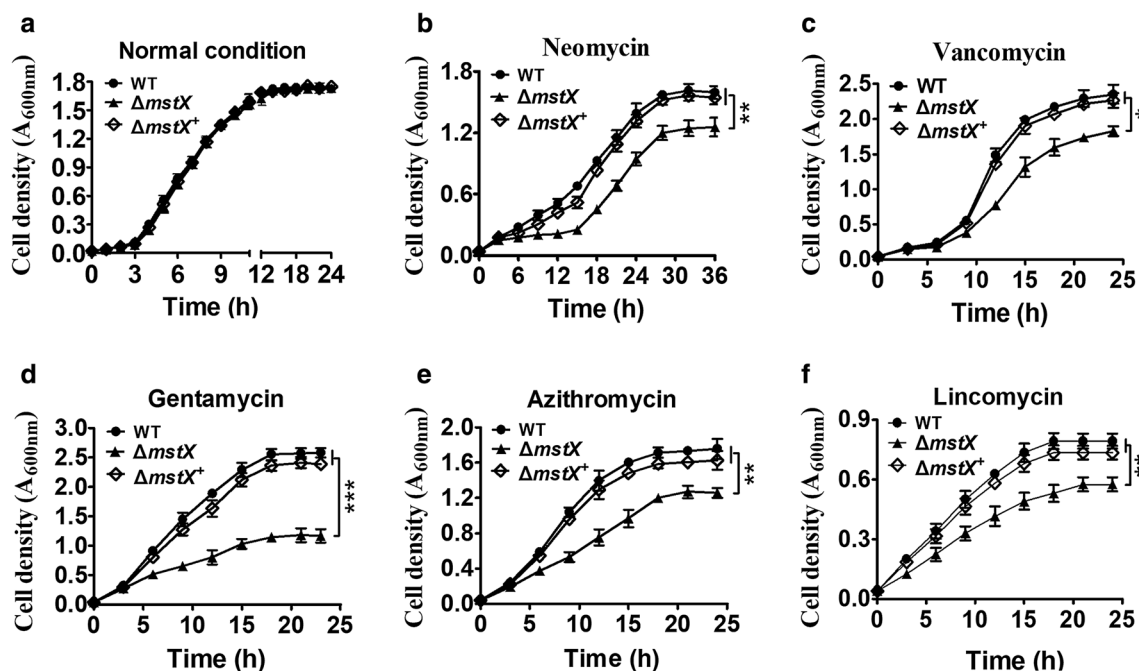 a
Normal condition
WT
ΔmstX
ΔmstX⁺
Cell density (A600nm)
1.8
1.5
1.2
0.9
0.6
0.3
0.0
0 3 6 9 12 18 24
Time (h)
b
Neomycin
WT
ΔmstX
ΔmstX⁺
Cell density (A600nm)
1.8
1.2
0.6
0.0
0 6 12 18 24 30 36
Time (h)
**
c
Vancomycin
WT
ΔmstX
ΔmstX⁺
Cell density (A600nm)
2.5
2.0
1.5
1.0
0.5
0.0
0 5 10 15 20 25
Time (h)
*
d
Gentamycin
WT
ΔmstX
ΔmstX⁺
Cell density (A600nm)
3.0
2.5
2.0
1.5
1.0
0.5
0.0
0 5 10 15 20 25
Time (h)
***
e
Azithromycin
WT
ΔmstX
ΔmstX⁺
Cell density (A600nm)
2.0
1.6
1.2
0.8
0.4
0.0
0 5 10 15 20 25
Time (h)
**
f
Lincomycin
WT
ΔmstX
ΔmstX⁺
Cell density (A600nm)
0.9
0.6
0.3
0.0
0 5 10 15 20 25
Time (h)
**